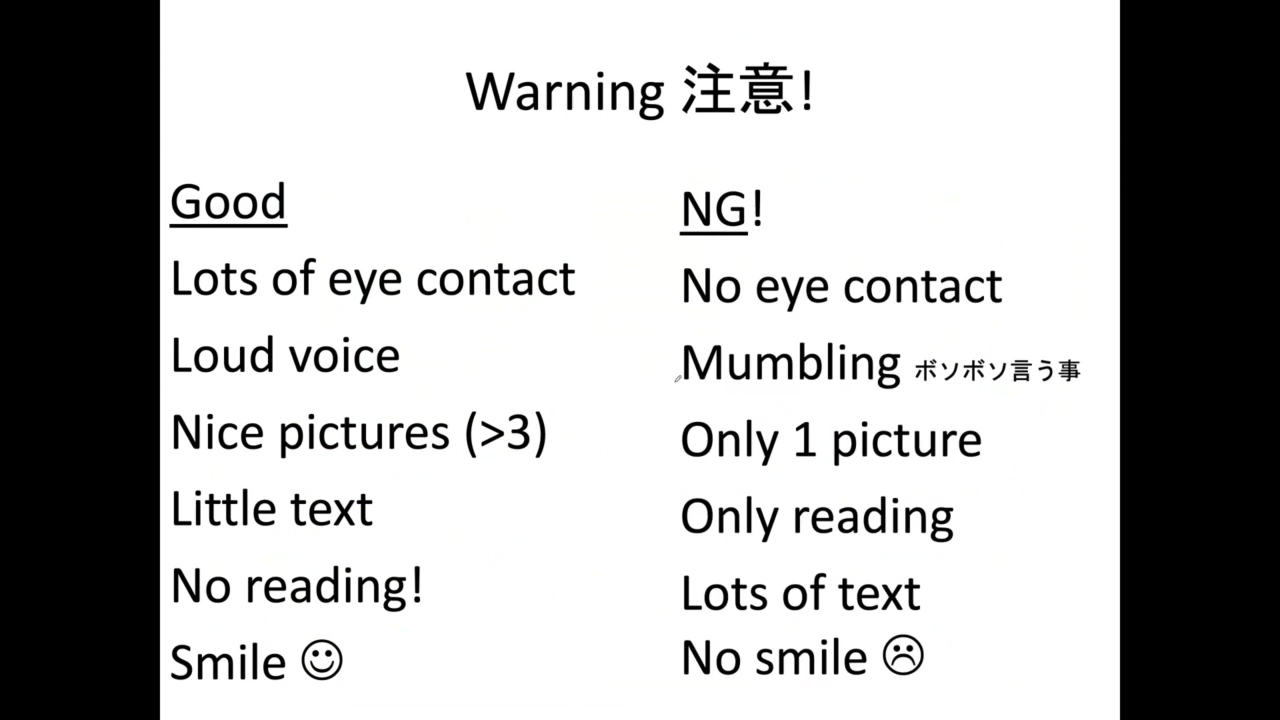 Warning 注意!
Good
Lots of eye contact
Loud voice
Nice pictures (>3)
Little text
No reading!
Smile ☺
NG!
No eye contact
Mumbling ボソボソ言う事
Only 1 picture
Only reading
Lots of text
No smile ☹